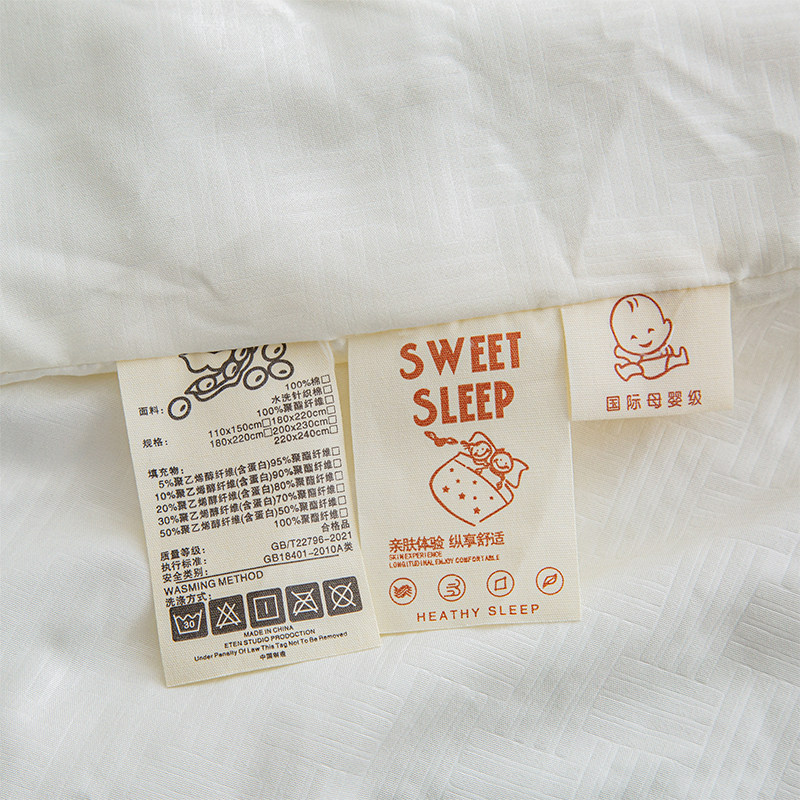 100%棉□
水洗针织棉□
面料: 100%聚酯纤维□
110x150cm□180x220cm□
规格: 180x220cm□200x230cm□
220x240cm□
填充物:
5%聚乙烯醇纤维(含蛋白)95%聚酯纤维□
10%聚乙烯醇纤维(含蛋白)90%聚酯纤维□
20%聚乙烯醇纤维(含蛋白)80%聚酯纤维□
30%聚乙烯醇纤维(含蛋白)70%聚酯纤维□
50%聚乙烯醇纤维(含蛋白)50%聚酯纤维□
100%聚酯纤维□
质量等级: 合格品
执行标准: GB/T22796-2021
安全类别: GB18401-2010A类
WASMING METHOD
洗涤方式:
30
MADE IN CHINA
ETEN STUDIO PRODOCTION
Under Penalty Of Law This Tag Not To Be Removed
中国制造
SWEET
SLEEP
亲肤体验 纵享舒适
SKIN EXPERIENCE
LONGITUDINAL ENJOY COMFORTABLE
HEATHY SLEEP
国际母婴级